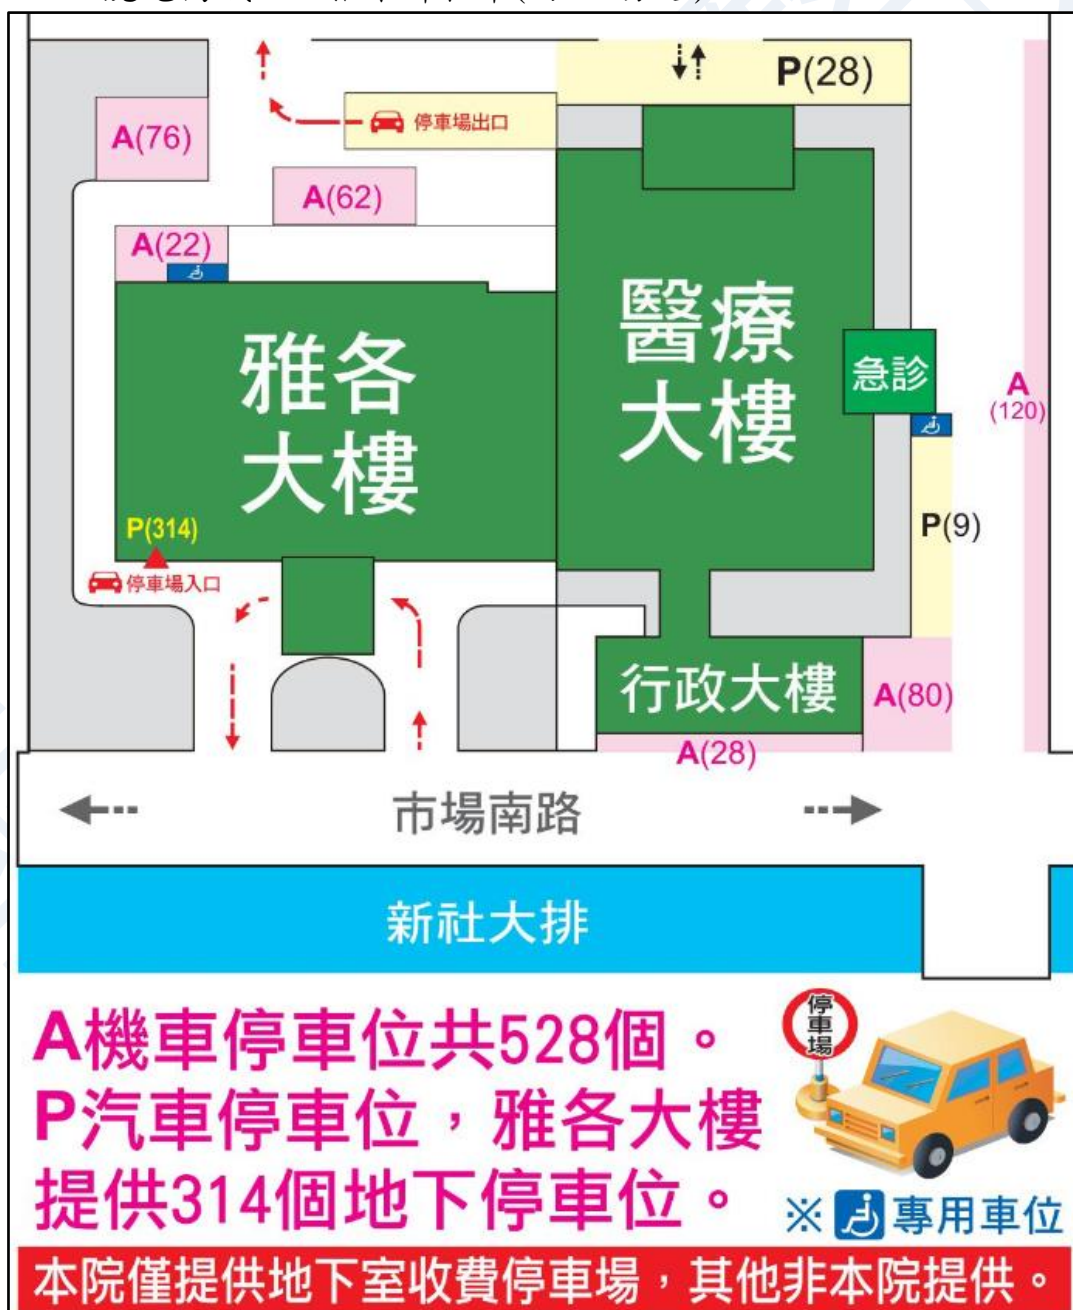 P(28)
停車場出口
A(76)
A(62)
A(22)
雅各
大樓
醫療
大樓
急診
A
(120)
P(314)
停車場入口
P(9)
行政大樓
A(80)
A(28)
市場南路
新社大排
A機車停車位共528個。
P汽車停車位，雅各大樓
提供314個地下停車位。
停車場
※ 專用車位
本院僅提供地下室收費停車場，其他非本院提供。